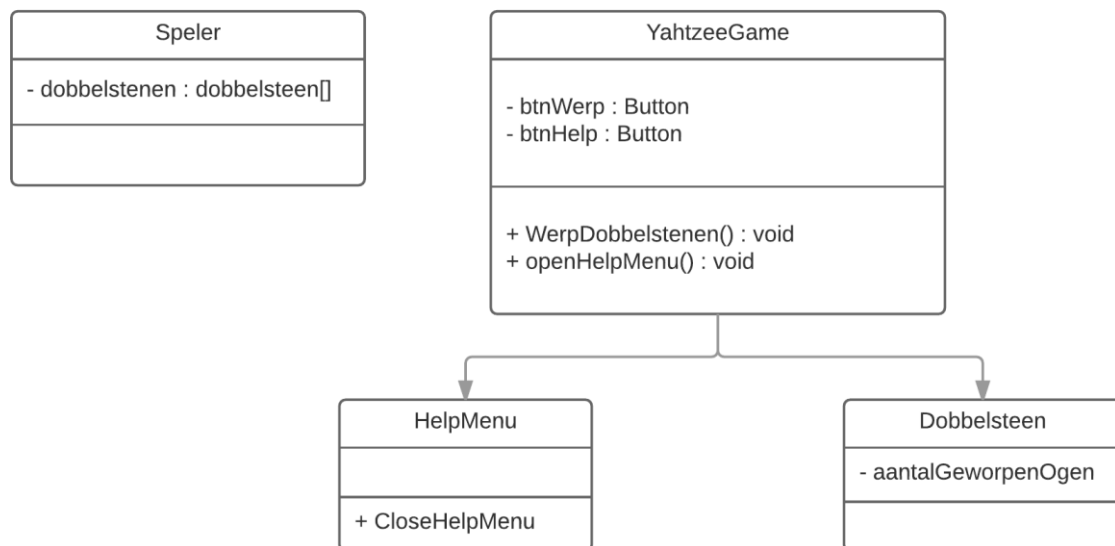 Speler
- dobbelstenen : dobbelsteen[]
YahtzeeGame
- btnWerp : Button
- btnHelp : Button
+ WerpDobbelstenen() : void
+ openHelpMenu() : void
HelpMenu
+ CloseHelpMenu
Dobbelsteen
- aantalGeworpenOgen